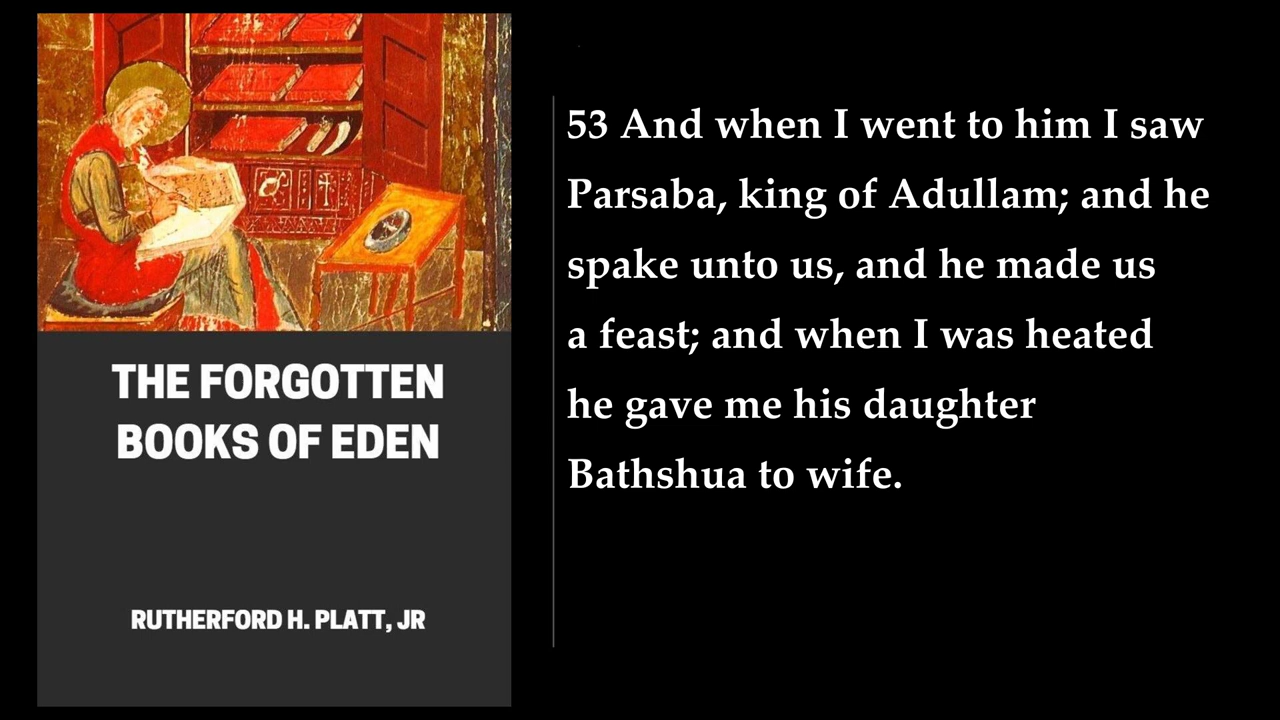 THE FORGOTTEN
BOOKS OF EDEN
RUTHERFORD H. PLATT, JR
53 And when I went to him I saw
Parsaba, king of Adullam; and he
spake unto us, and he made us
a feast; and when I was heated
he gave me his daughter
Bathshua to wife.